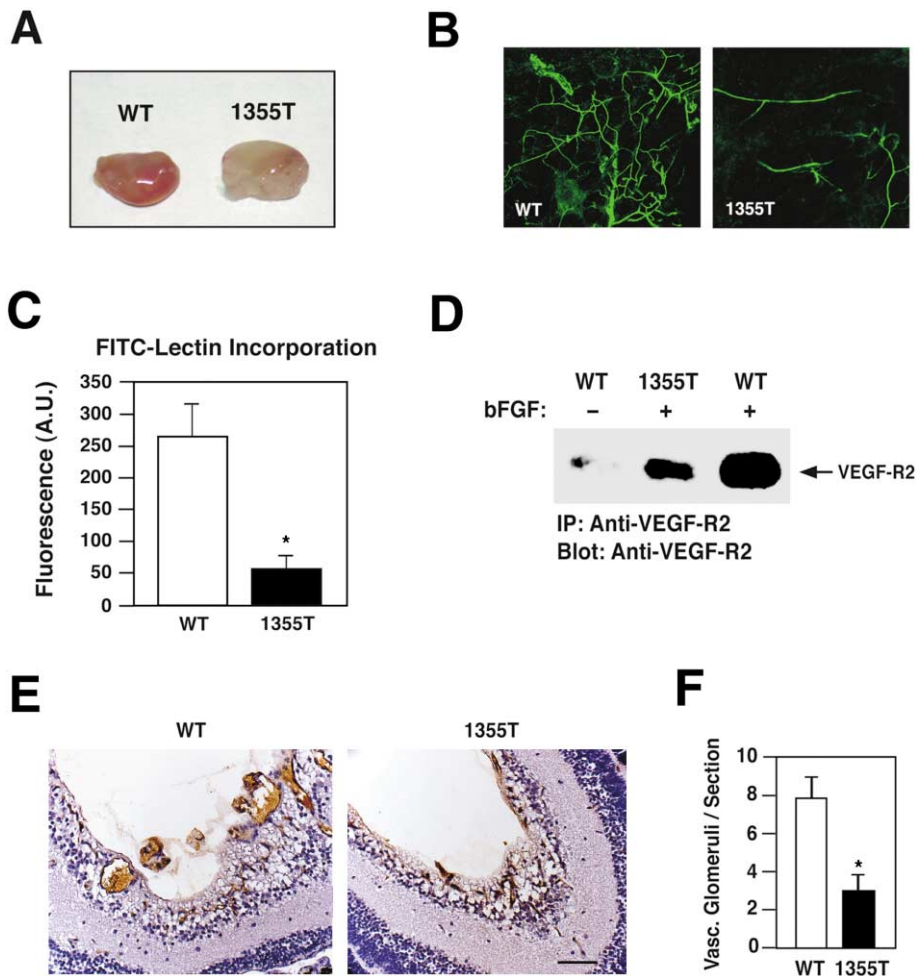 A
WT 1355T
B
WT
1355T
C
FITC-Lectin Incorporation
Fluorescence (A.U.)
350
300
250
200
150
100
50
0
*
WT 1355T
D
WT 1355T WT
bFGF: – + +
VEGF-R2
IP: Anti-VEGF-R2
Blot: Anti-VEGF-R2
E
WT 1355T
F
Vasc. Glomeruli / Section
10
8
6
4
2
0
*
WT 1355T